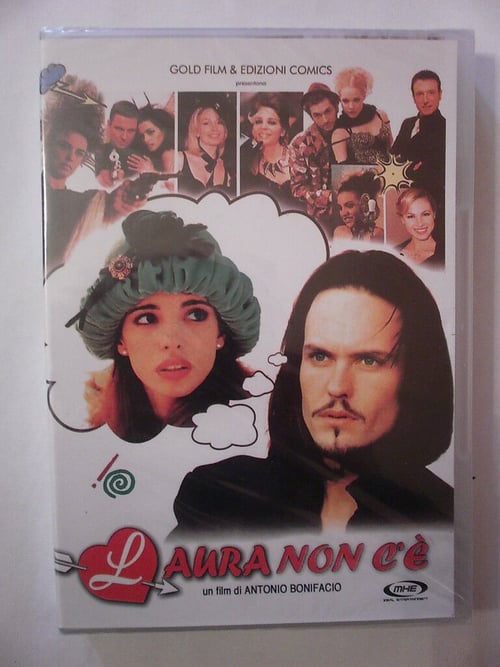 GOLD FILM & EDIZIONI COMICS
presentano
!
LAURA NON C'È
un film di ANTONIO BONIFACIO
MHE